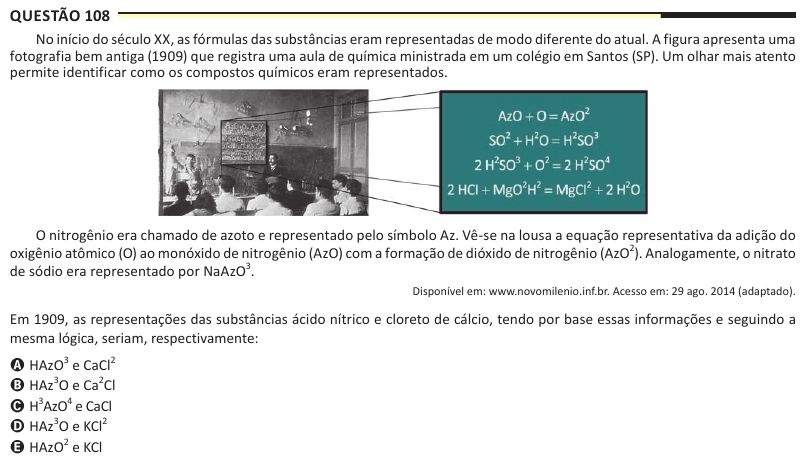 QUESTÃO 108
No início do século XX, as fórmulas das substâncias eram representadas de modo diferente do atual. A figura apresenta uma
fotografia bem antiga (1909) que registra uma aula de química ministrada em um colégio em Santos (SP). Um olhar mais atento
permite identificar como os compostos químicos eram representados.
AzO + O = AzO²
SO² + H²O = H²SO³
2 H²SO³ + O² = 2 H²SO⁴
2 HCl + MgO²H² = MgCl² + 2 H²O
O nitrogênio era chamado de azoto e representado pelo símbolo Az. Vê-se na lousa a equação representativa da adição do
oxigênio atômico (O) ao monóxido de nitrogênio (AzO) com a formação de dióxido de nitrogênio (AzO²). Analogamente, o nitrato
de sódio era representado por NaAzO³.
Disponível em: www.novomilenio.inf.br. Acesso em: 29 ago. 2014 (adaptado).
Em 1909, as representações das substâncias ácido nítrico e cloreto de cálcio, tendo por base essas informações e seguindo a
mesma lógica, seriam, respectivamente:
A HAzO³ e CaCl²
B HAz³O e Ca²Cl
C H³AzO⁴ e CaCl
D HAz³O e KCl²
E HAzO² e KCl